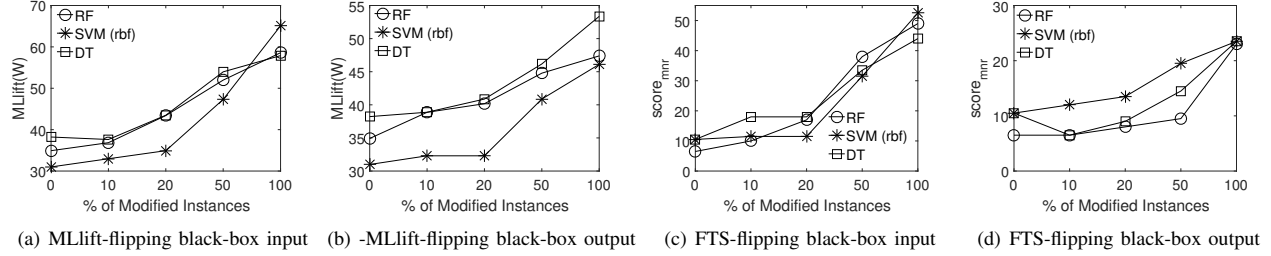 MLlift(W)
70
60
50
40
30
RF
SVM (rbf)
DT
0 10 20 50 100
% of Modified Instances
(a) MLlift-flipping black-box input
MLlift(W)
55
50
45
40
35
30
RF
SVM (rbf)
DT
0 10 20 50 100
% of Modified Instances
(b) -MLlift-flipping black-box output
score_mnr
50
40
30
20
10
0
RF
SVM (rbf)
DT
0 10 20 50 100
% of Modified Instances
(c) FTS-flipping black-box input
score_mnr
30
20
10
0
RF
SVM (rbf)
DT
0 10 20 50 100
% of Modified Instances
(d) FTS-flipping black-box output